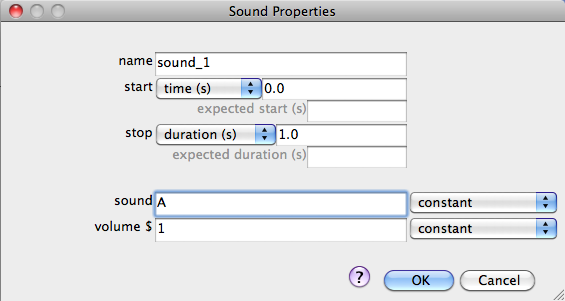 Sound Properties
name sound_1
start time (s) 0.0
expected start (s)
stop duration (s) 1.0
expected duration (s)
sound A constant
volume $ 1 constant
? OK Cancel